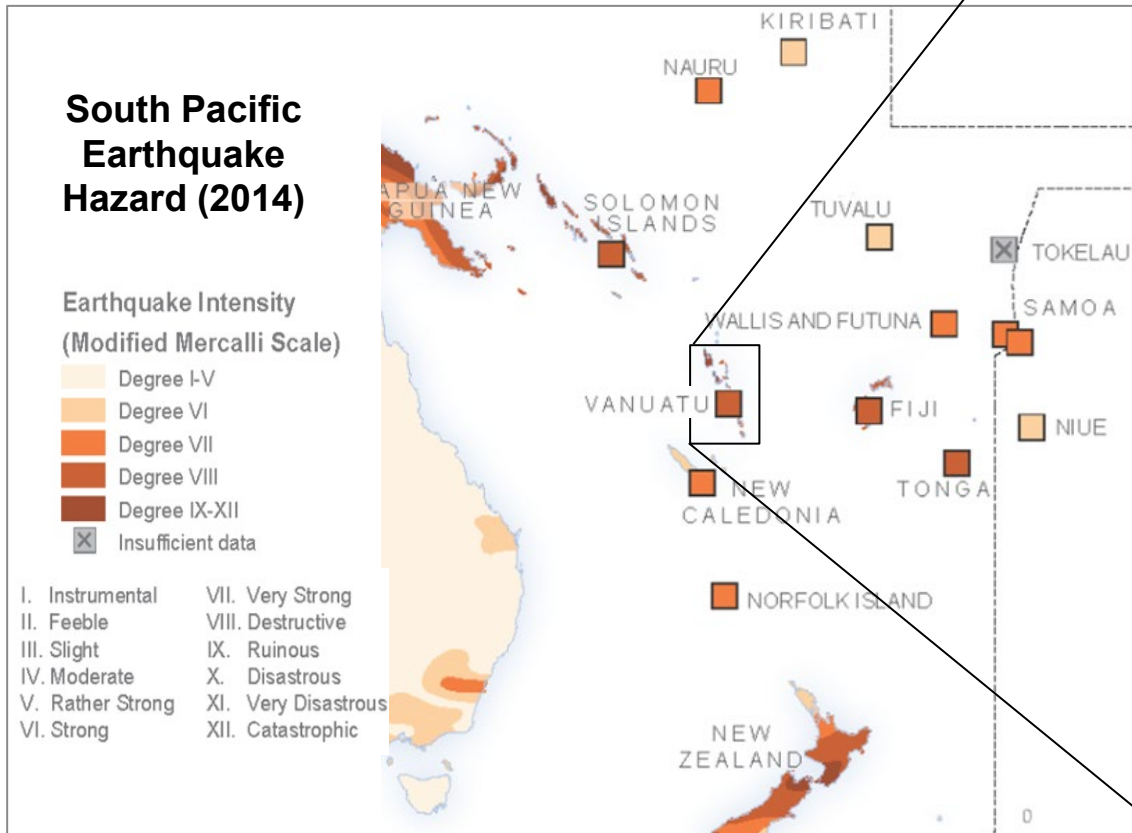 South Pacific
Earthquake
Hazard (2014)
Earthquake Intensity
(Modified Mercalli Scale)
Degree I-V
Degree VI
Degree VII
Degree VIII
Degree IX-XII
Insufficient data
I. Instrumental
II. Feeble
III. Slight
IV. Moderate
V. Rather Strong
VI. Strong
VII. Very Strong
VIII. Destructive
IX. Ruinous
X. Disastrous
XI. Very Disastrous
XII. Catastrophic
KIRIBATI
NAURU
APUA NEW
GUINEA
SOLOMON
ISLANDS
TUVALU
TOKELAU
SAMOA
WALLIS AND FUTUNA
VANUATU
FIJI
NIUE
TONGA
NEW
CALEDONIA
NORFOLK ISLAND
NEW
ZEALAND
0